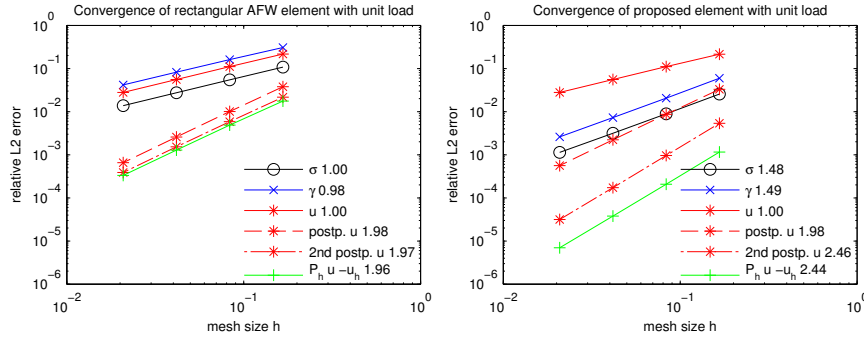 Convergence of rectangular AFW element with unit load
10^0
10^-1
10^-2
10^-3
10^-4
10^-5
10^-6
relative L2 error
σ 1.00
γ 0.98
u 1.00
postp. u 1.98
2nd postp. u 1.97
P_h u −u_h 1.96
10^-2
10^-1
10^0
mesh size h
Convergence of proposed element with unit load
10^0
10^-1
10^-2
10^-3
10^-4
10^-5
10^-6
relative L2 error
σ 1.48
γ 1.49
u 1.00
postp. u 1.98
2nd postp. u 2.46
P_h u −u_h 2.44
10^-2
10^-1
10^0
mesh size h